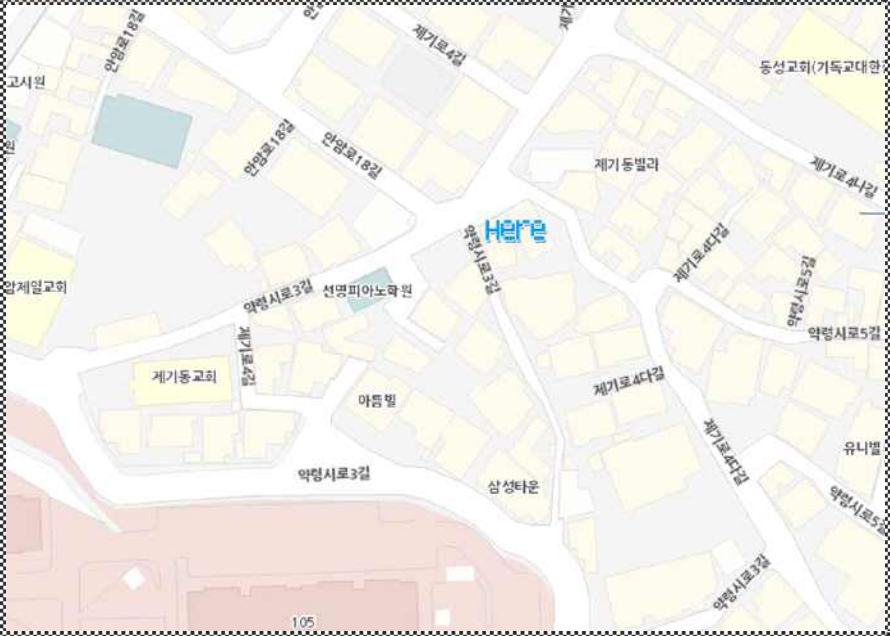 안암로18길
제기로4길
고시원
동성교회(기독교대한
원
안암로18길
안암로18길
제기동빌라
제기로4나길
Here
약령시로3길
제기로4다길
약령시로5길
선명피아노학원
약령시로3길
암제일교회
약령시로5길
제기로4길
제기동교회
제기로4다길
아름빌
제기로4다길
유니빌
약령시로3길
삼성타운
약령시로5길
약령시로3길
105